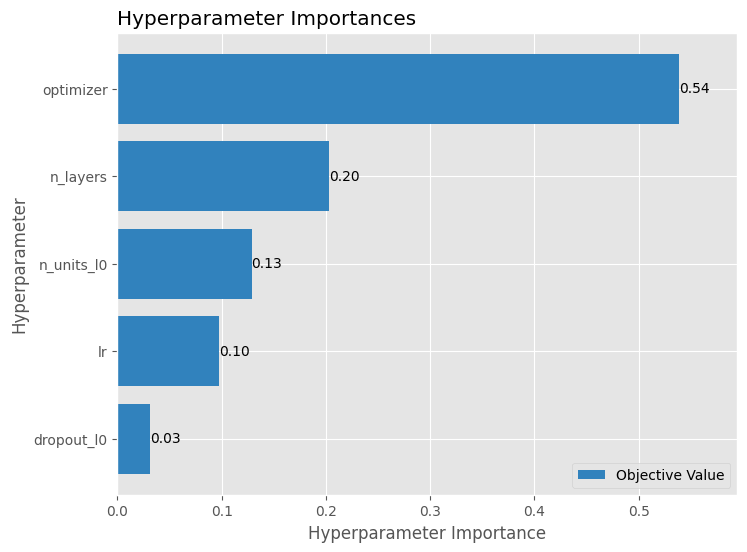 Hyperparameter Importances
optimizer
0.54
n_layers
0.20
n_units_l0
0.13
lr
0.10
dropout_l0
0.03
Hyperparameter
Objective Value
0.0 0.1 0.2 0.3 0.4 0.5
Hyperparameter Importance